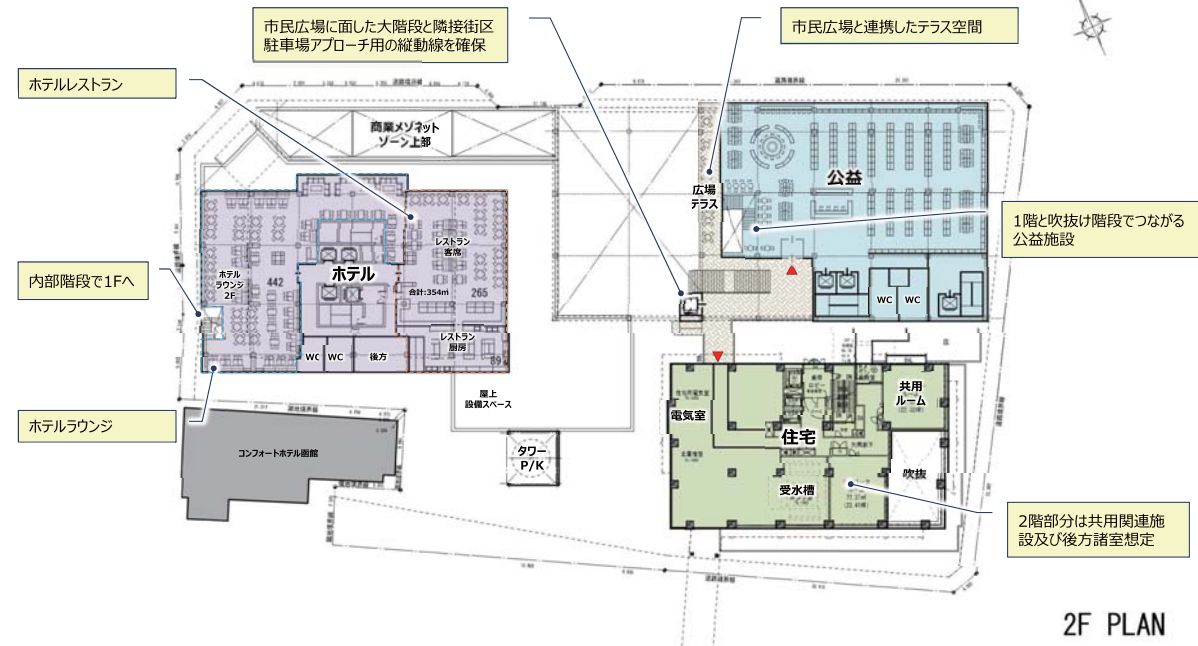 市民広場に面した大階段と隣接街区
駐車場アプローチ用の縦動線を確保
市民広場と連携したテラス空間
ホテルレストラン
商業メゾネット
ゾーン上部
広場
テラス
公益
1階と吹抜け階段でつながる
公益施設
内部階段で1Fへ
ホテル
ラウンジ
2F
442
ホテル
レストラン
客席
合計:354㎡
265
レストラン
厨房
89
WC
WC
後方
WC
WC
ホテルラウンジ
屋上
設備スペース
タワー
P/K
コンフォートホテル函館
電気室
住宅
共用
ルーム
受水槽
吹抜
2階部分は共用関連施
設及び後方諸室想定
2F PLAN